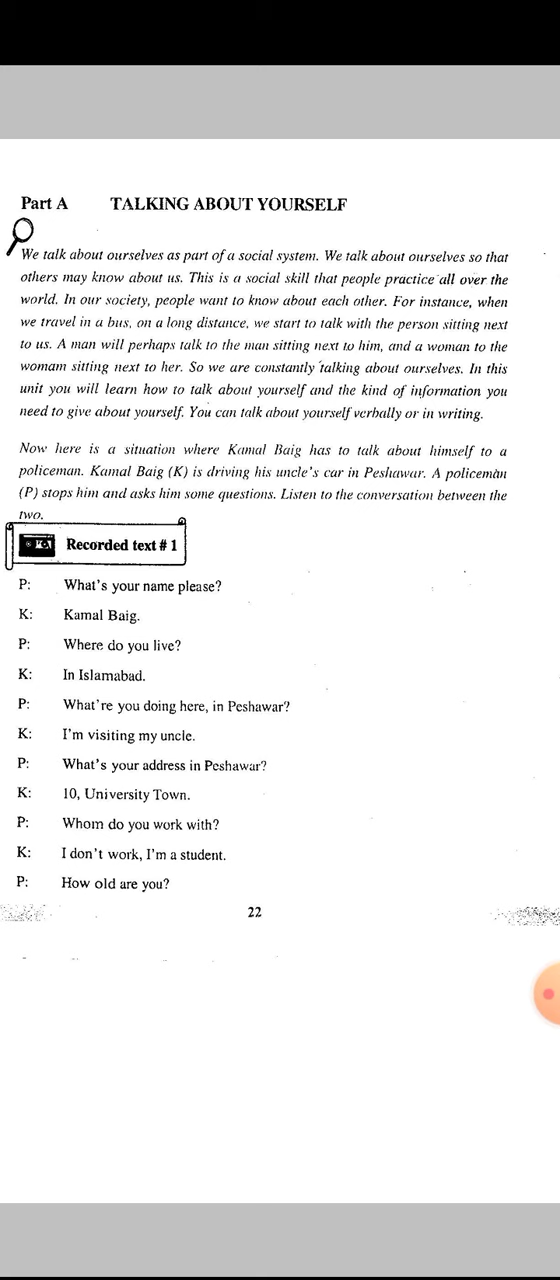 Part A TALKING ABOUT YOURSELF
We talk about ourselves as part of a social system. We talk about ourselves so that
others may know about us. This is a social skill that people practice all over the
world. In our society, people want to know about each other. For instance, when
we travel in a bus, on a long distance, we start to talk with the person sitting next
to us. A man will perhaps talk to the man sitting next to him, and a woman to the
womam sitting next to her. So we are constantly talking about ourselves. In this
unit you will learn how to talk about yourself and the kind of information you
need to give about yourself. You can talk about yourself verbally or in writing.
Now here is a situation where Kamal Baig has to talk about himself to a
policeman. Kamal Baig (K) is driving his uncle's car in Peshawar. A policeman
(P) stops him and asks him some questions. Listen to the conversation between the
two.
Recorded text # 1
P: What's your name please?
K: Kamal Baig.
P: Where do you live?
K: In Islamabad.
P: What're you doing here, in Peshawar?
K: I'm visiting my uncle.
P: What's your address in Peshawar?
K: 10, University Town.
P: Whom do you work with?
K: I don't work, I'm a student.
P: How old are you?
22